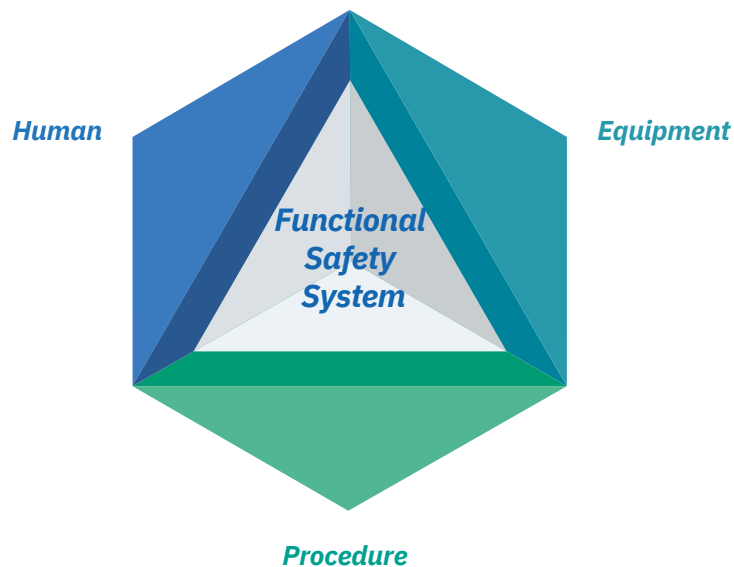 Human
Equipment
Functional
Safety
System
Procedure